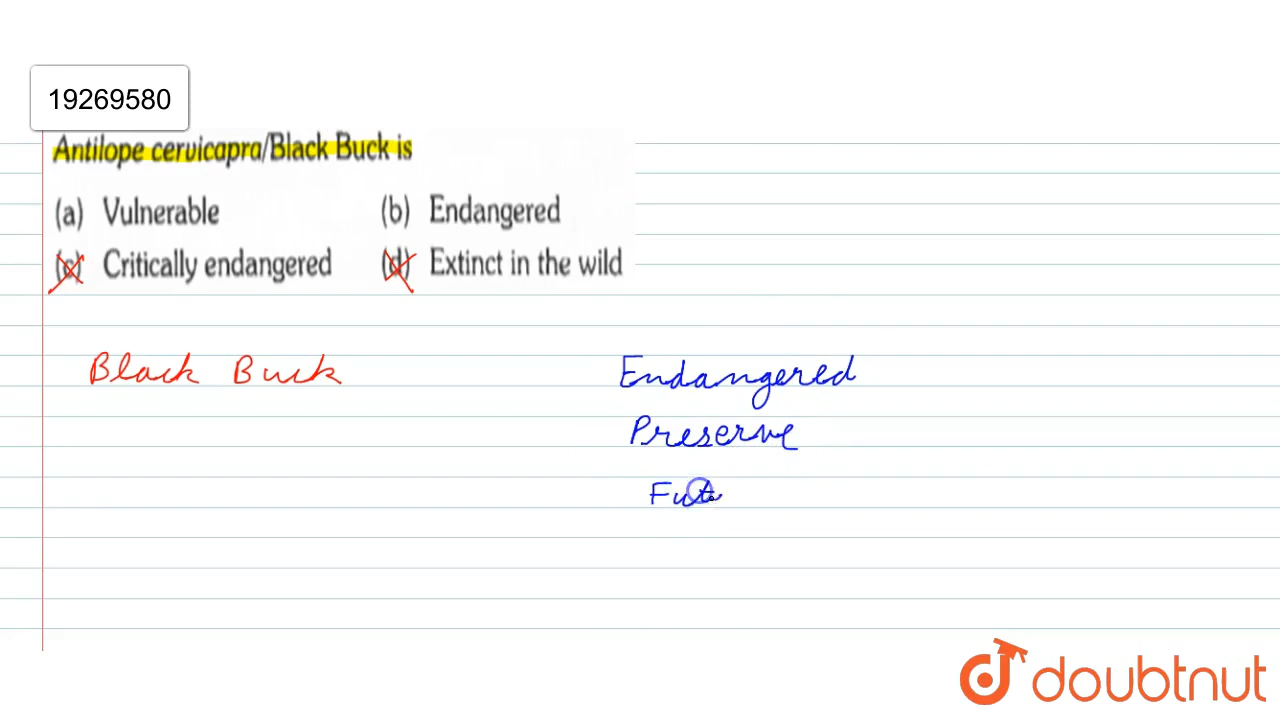 19269580
Antilope cervicapra/Black Buck is
(a) Vulnerable (b) Endangered
(c) Critically endangered (d) Extinct in the wild
Black Buck Endangered
Preserve
Fut
doubtnut